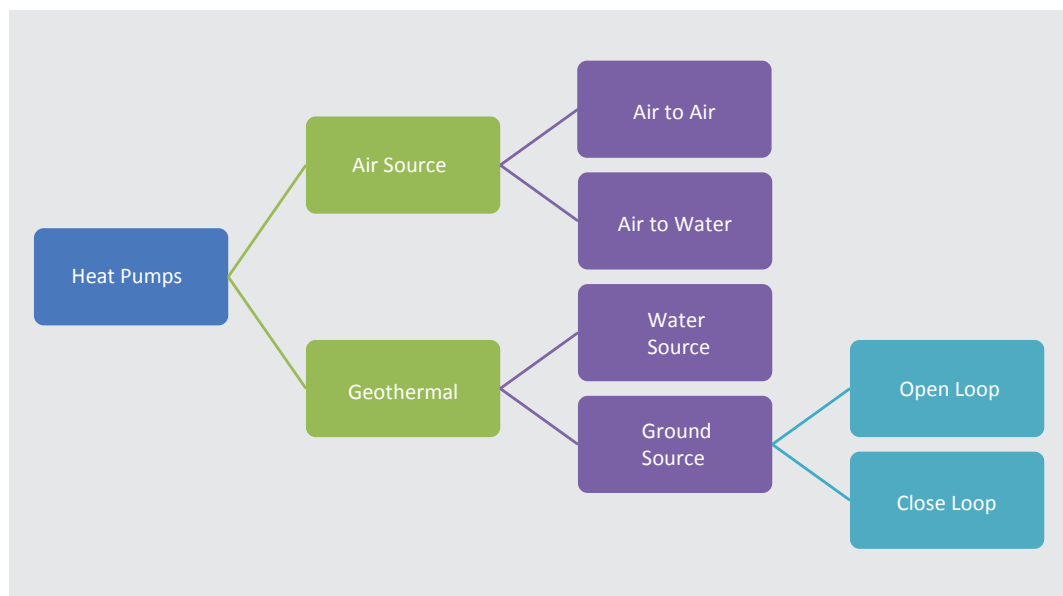 Heat Pumps
Air Source
Geothermal
Air to Air
Air to Water
Water
Source
Ground
Source
Open Loop
Close Loop